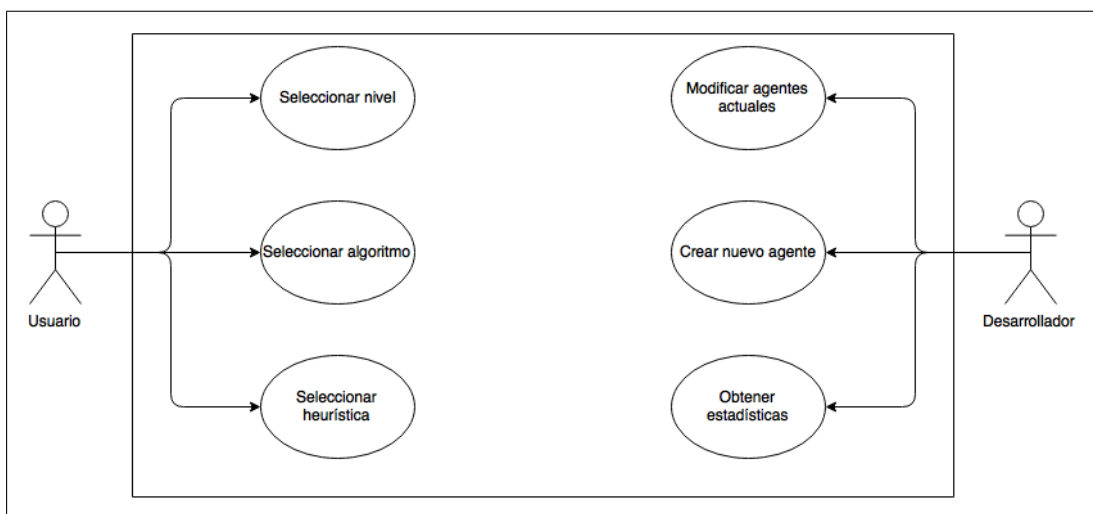 Seleccionar nivel
Modificar agentes
actuales
Seleccionar algoritmo
Crear nuevo agente
Usuario
Desarrollador
Seleccionar
heurística
Obtener
estadísticas